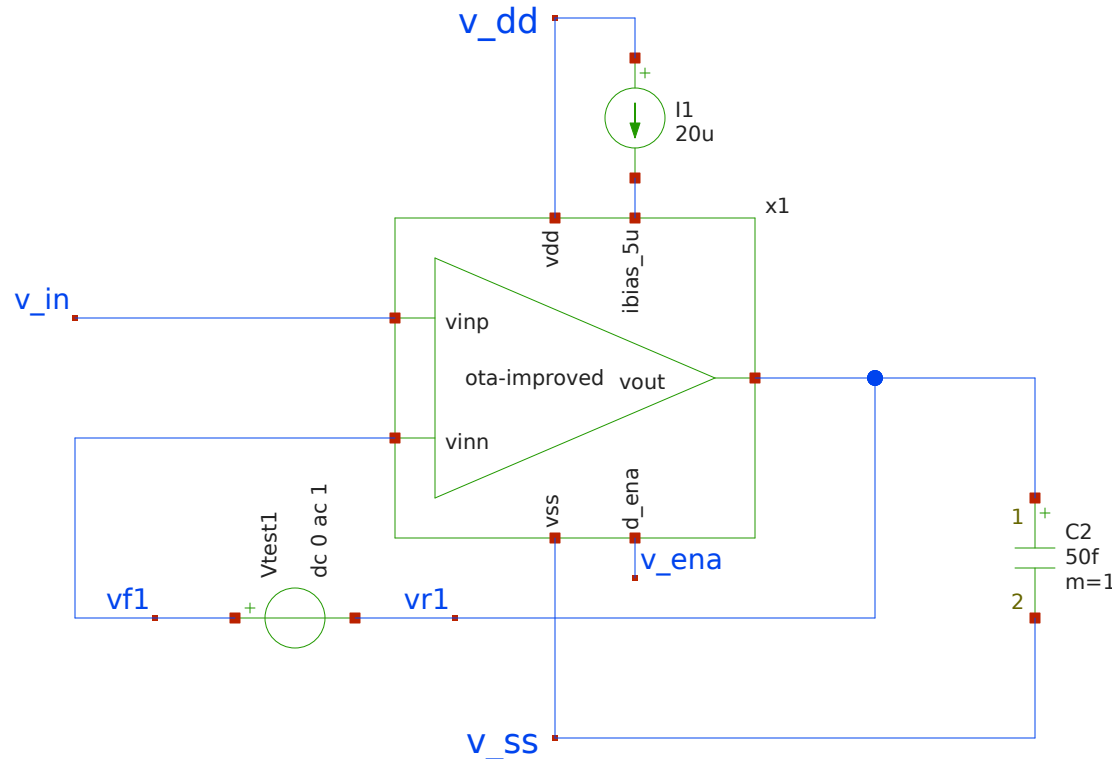 v_dd
+
I1
20u
x1
vdd
ibias_5u
v_in
vinp
ota-improved
vout
vinn
vss
d_ena
v_ena
Vtest1
dc 0 ac 1
vf1
+
vr1
1
+
C2
50f
m=1
2
v_ss